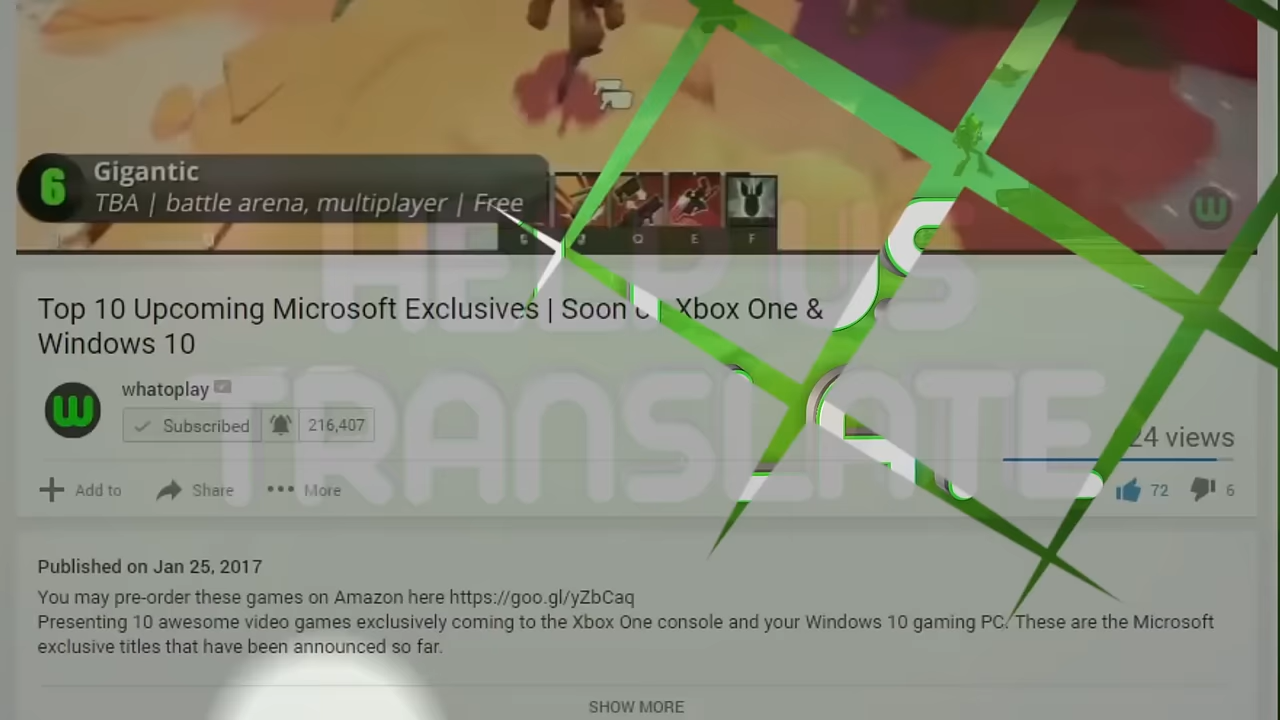 6
Gigantic
TBA | battle arena, multiplayer | Free
Q E F
W
HELP US
TRANSLATE
Top 10 Upcoming Microsoft Exclusives | Soon Xbox One &
Windows 10
W
whatoplay
Subscribed 216,407
24 views
Add to Share More
72 6
Published on Jan 25, 2017
You may pre-order these games on Amazon here https://goo.gl/yZbCaq
Presenting 10 awesome video games exclusively coming to the Xbox One console and your Windows 10 gaming PC. These are the Microsoft
exclusive titles that have been announced so far.
SHOW MORE